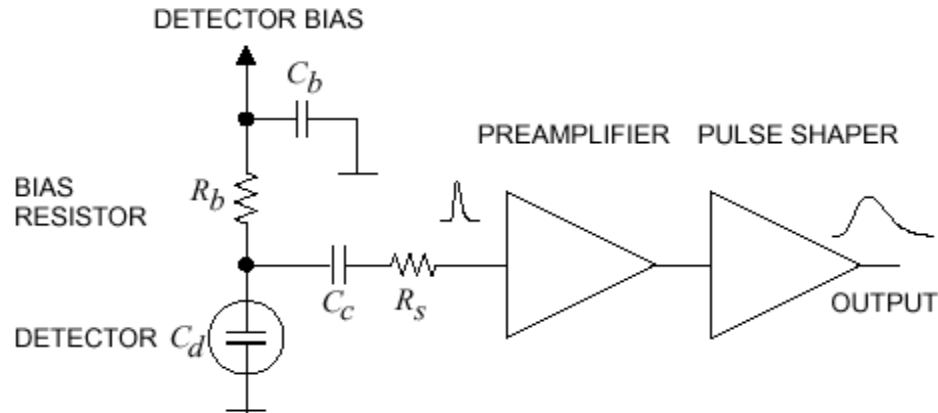 DETECTOR BIAS
C_b
PREAMPLIFIER PULSE SHAPER
BIAS
RESISTOR
R_b
C_c
R_s
OUTPUT
DETECTOR
C_d